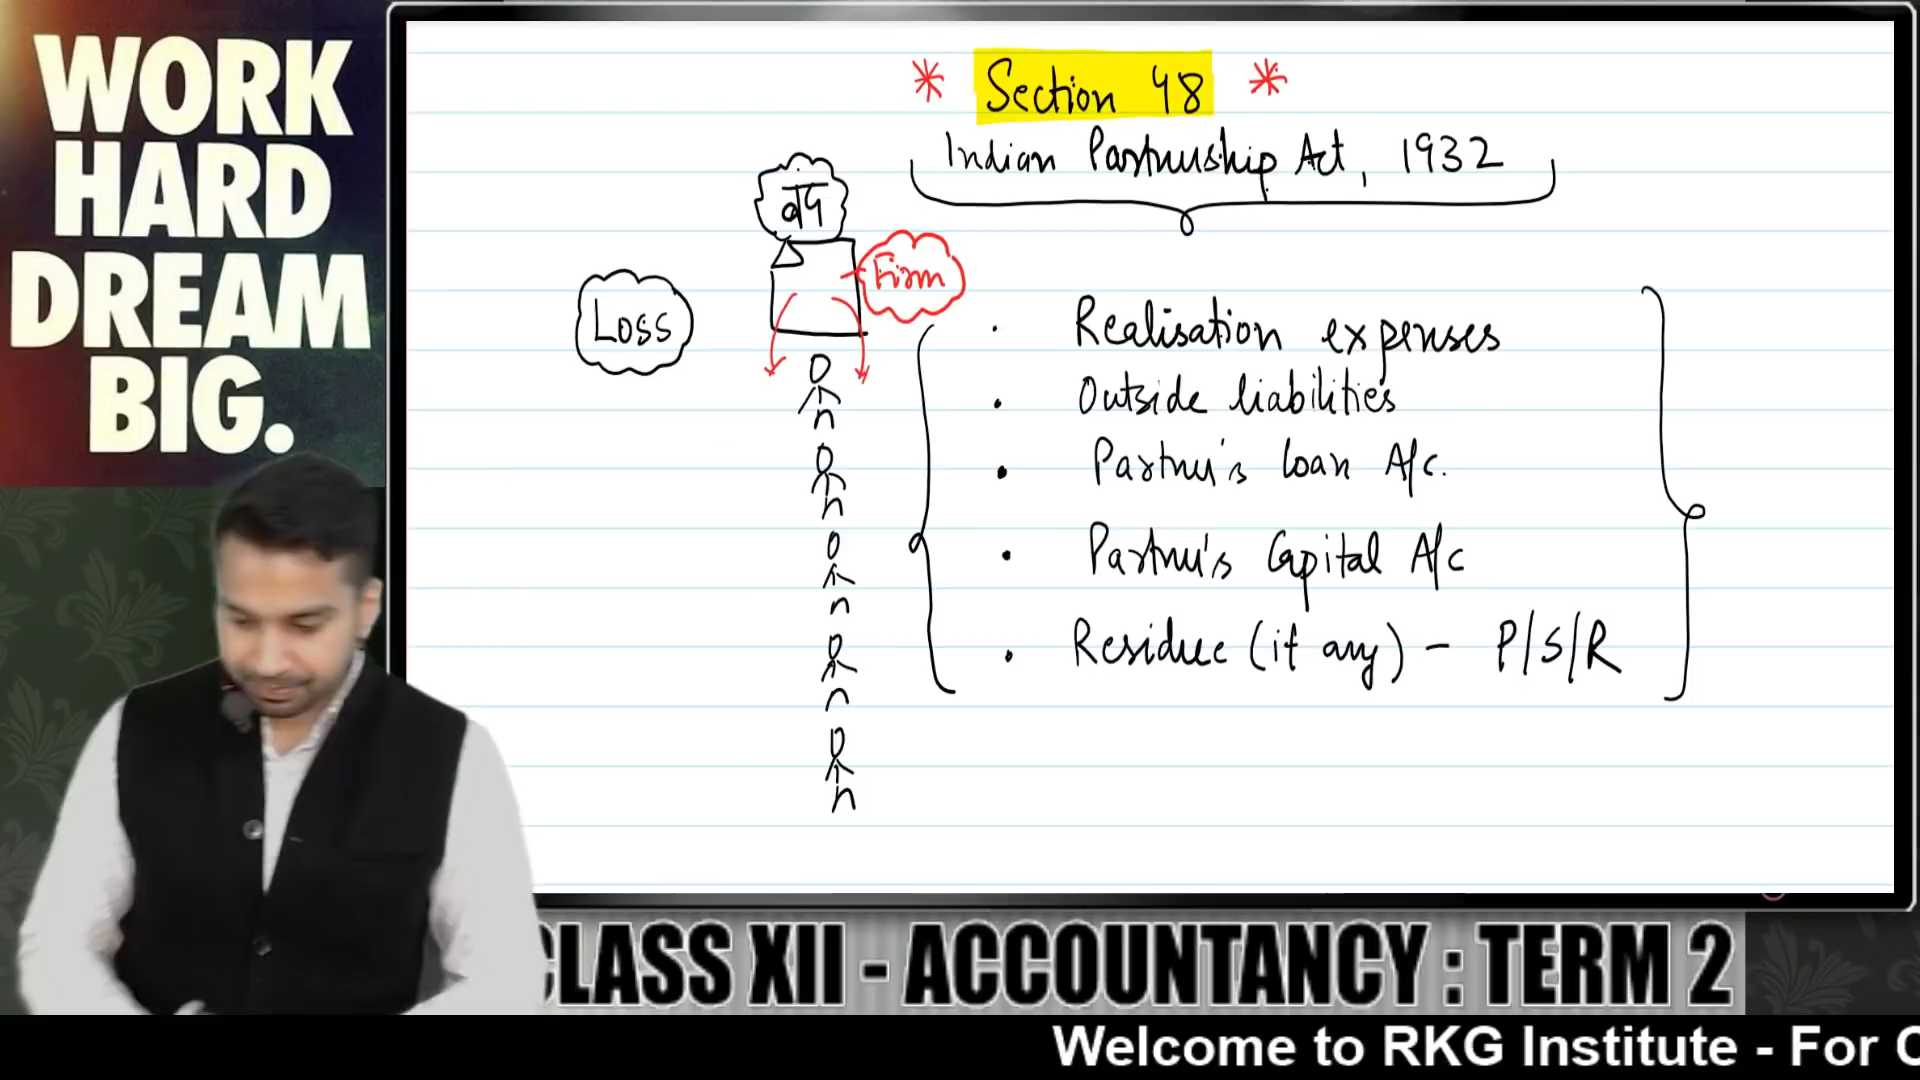 WORK
HARD
DREAM
BIG.
* Section 48 *
Indian Partnership Act, 1932
Firm
Loss
· Realisation expenses
· Outside liabilities
· Partner's loan A/c.
· Partner's Capital A/c
· Residue (if any) - P/S/R
CLASS XII - ACCOUNTANCY : TERM 2
Welcome to RKG Institute - For C